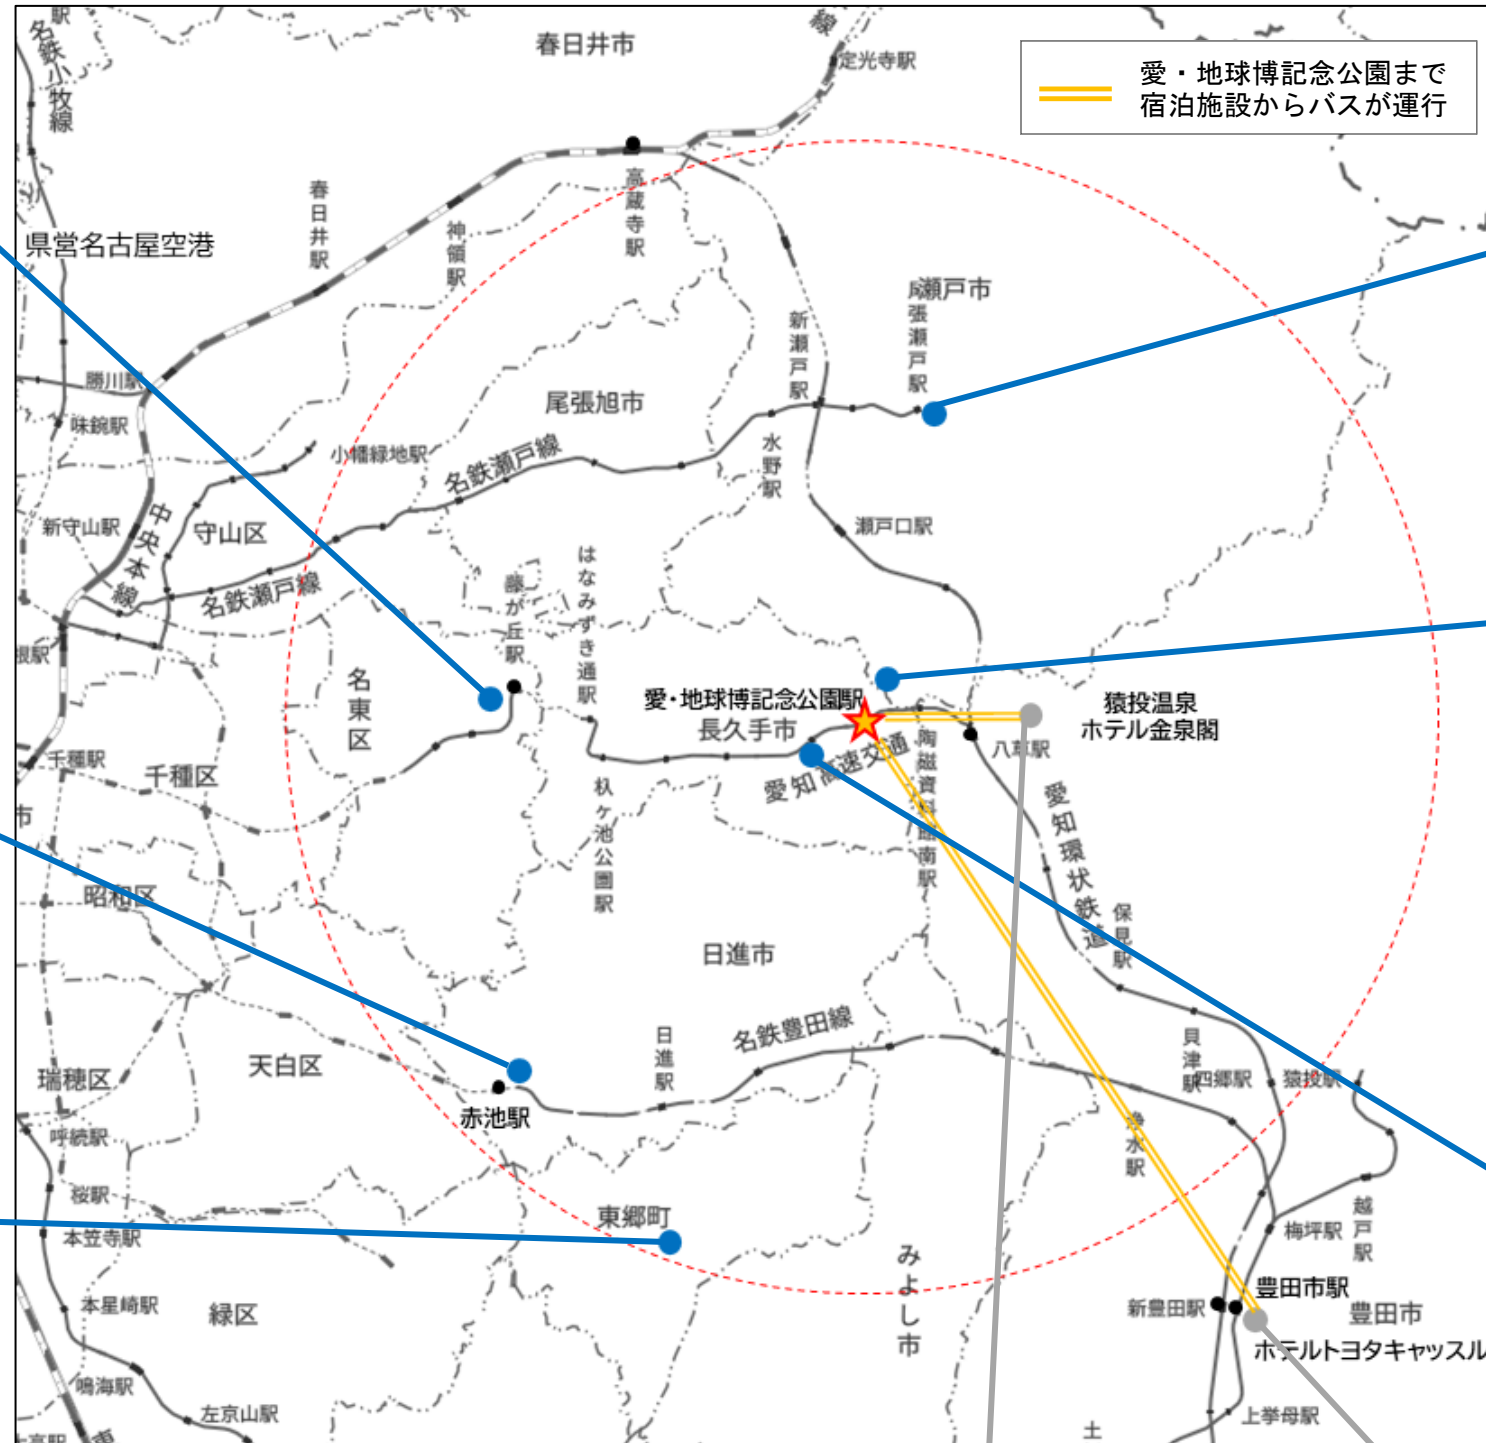 駅
名鉄小牧線
春日井市
線
定光寺駅
愛・地球博記念公園まで
宿泊施設からバスが運行
春日井駅
神領駅
高蔵寺駅
県営名古屋空港
瀬戸市
尾張瀬戸駅
新瀬戸駅
勝川駅
味鋺駅
尾張旭市
小幡緑地駅
名鉄瀬戸線
水野駅
新守山駅
中央本線
守山区
瀬戸口駅
名鉄瀬戸線
藤が丘駅
はなみずき通駅
根駅
名東区
愛・地球博記念公園駅
長久手市
猿投温泉
ホテル金泉閣
八草駅
千種駅
千種区
愛知高速交通
陶磁資料館南駅
杁ヶ池公園駅
愛知環状鉄道
市
昭和区
保見駅
日進市
名鉄豊田線
日進駅
貝津駅
四郷駅
猿投駅
天白区
瑞穂区
赤池駅
浄水駅
呼続駅
桜駅
本笠寺駅
東郷町
越戸駅
梅坪駅
みよし市
豊田市駅
新豊田駅
豊田市
本星崎駅
緑区
ホテルトヨタキャッスル
鳴海駅
左京山駅
上挙母駅
土